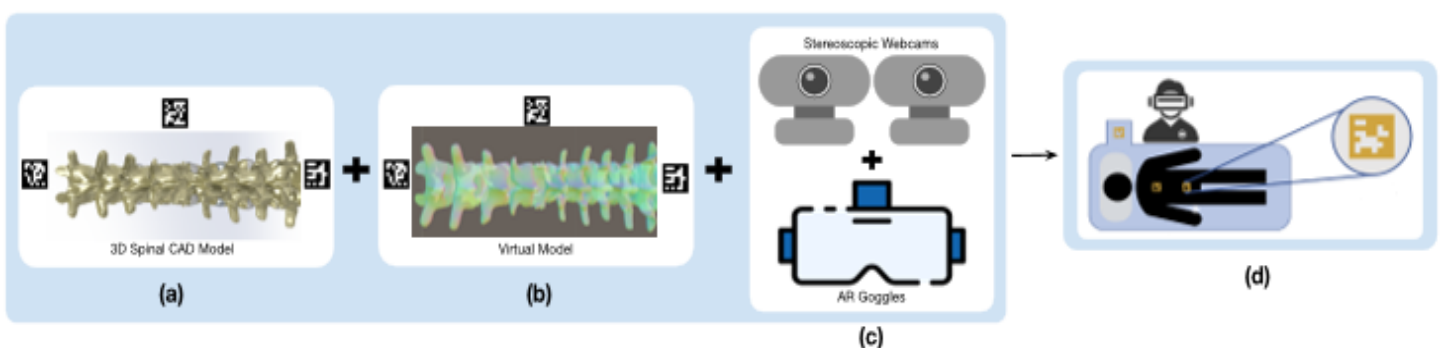 Stereoscopic Webcams
3D Spinal CAD Model
Virtual Model
AR Goggles
(a)
(b)
(c)
(d)